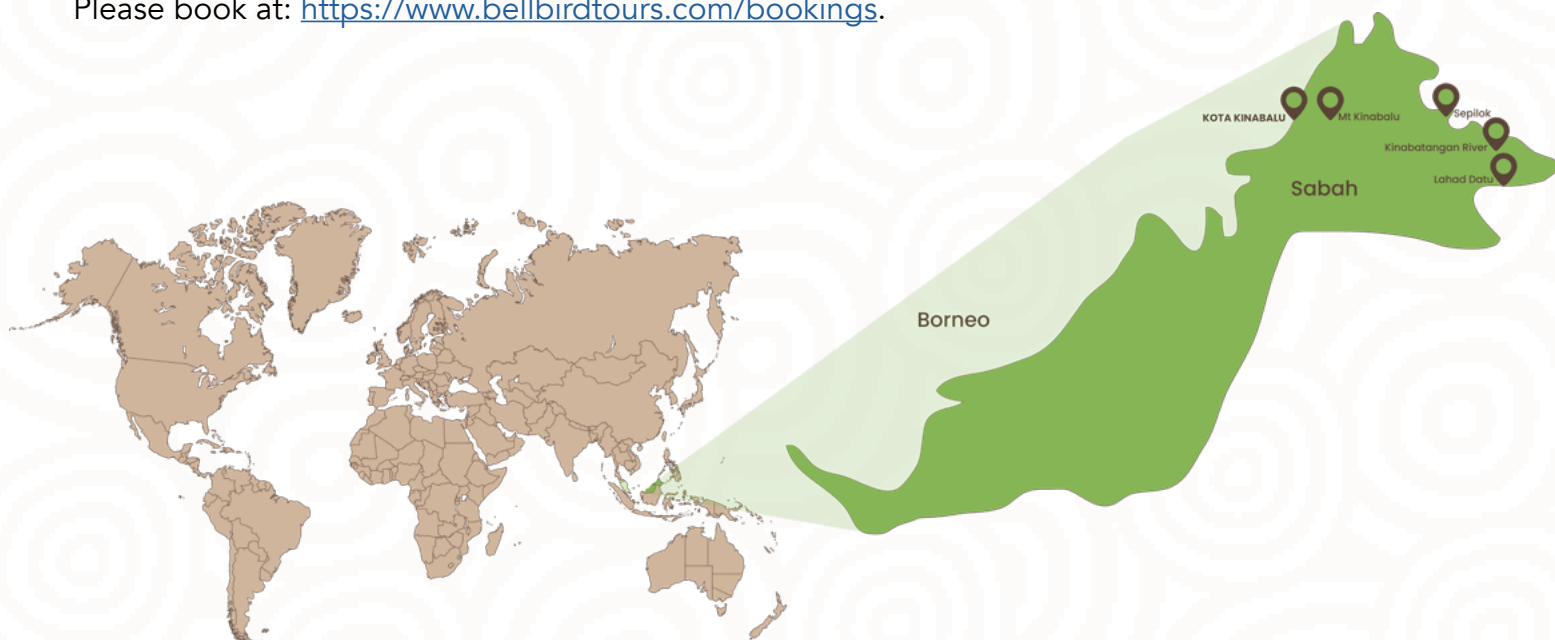 Please book at: https://www.bellbirdtours.com/bookings.
KOTA KINABALU
Mt Kinabalu
Sepilok
Kinabatangan River
Lahad Datu
Sabah
Borneo